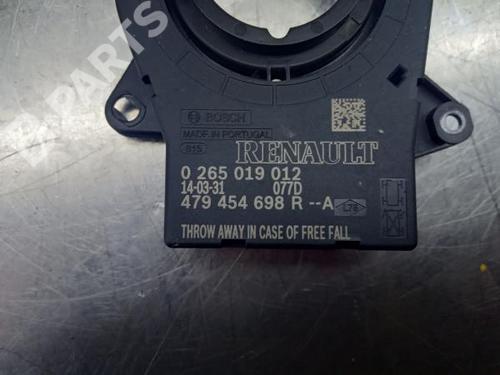 B-PARTS
BOSCH
MADE IN PORTUGAL
815
RENAULT
0 265 019 012
14-03-31 077D
479 454 698 R --A
THROW AWAY IN CASE OF FREE FALL